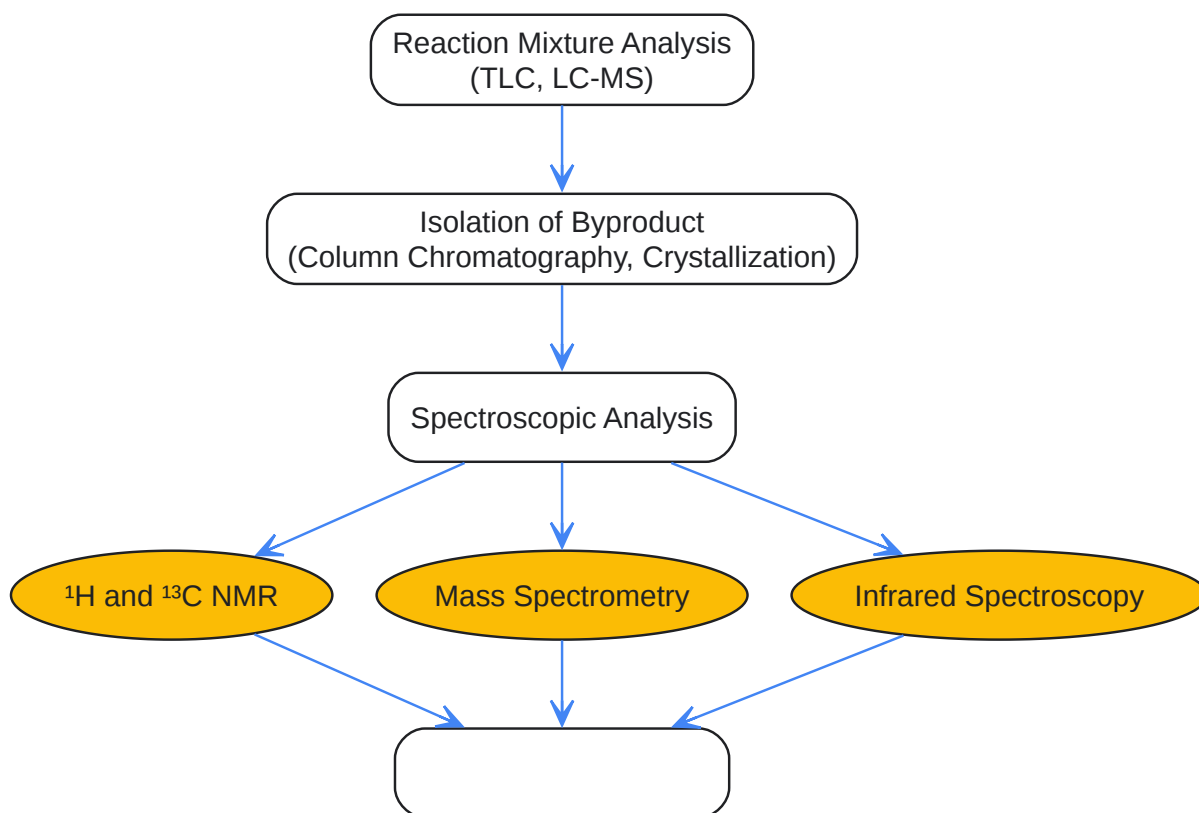 Reaction Mixture Analysis
(TLC, LC-MS)
Isolation of Byproduct
(Column Chromatography, Crystallization)
Spectroscopic Analysis
¹H and ¹³C NMR
Mass Spectrometry
Infrared Spectroscopy